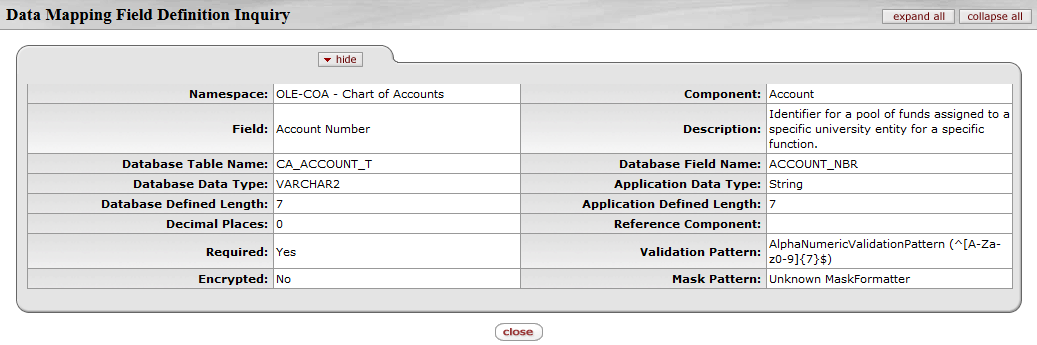 Data Mapping Field Definition Inquiry
expand all
collapse all
hide
Namespace: OLE-COA - Chart of Accounts Component: Account
Field: Account Number Description: Identifier for a pool of funds assigned to a
specific university entity for a specific
function.
Database Table Name: CA_ACCOUNT_T Database Field Name: ACCOUNT_NBR
Database Data Type: VARCHAR2 Application Data Type: String
Database Defined Length: 7 Application Defined Length: 7
Decimal Places: 0 Reference Component:
Required: Yes Validation Pattern: AlphaNumericValidationPattern (^[A-Za-
z0-9]{7}$)
Encrypted: No Mask Pattern: Unknown MaskFormatter
close